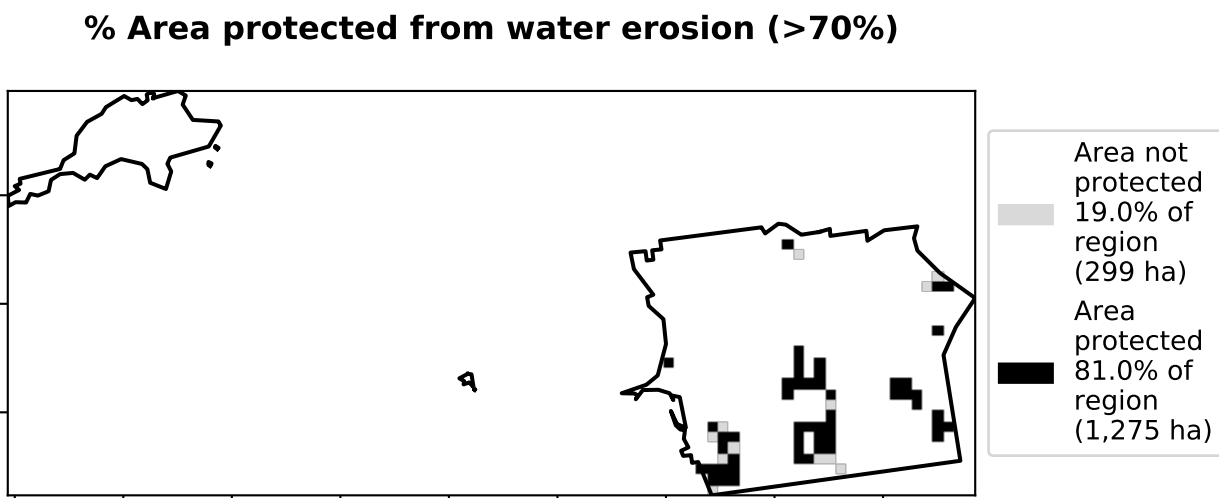 % Area protected from water erosion (>70%)
Area not
protected
19.0% of
region
(299 ha)
Area
protected
81.0% of
region
(1,275 ha)